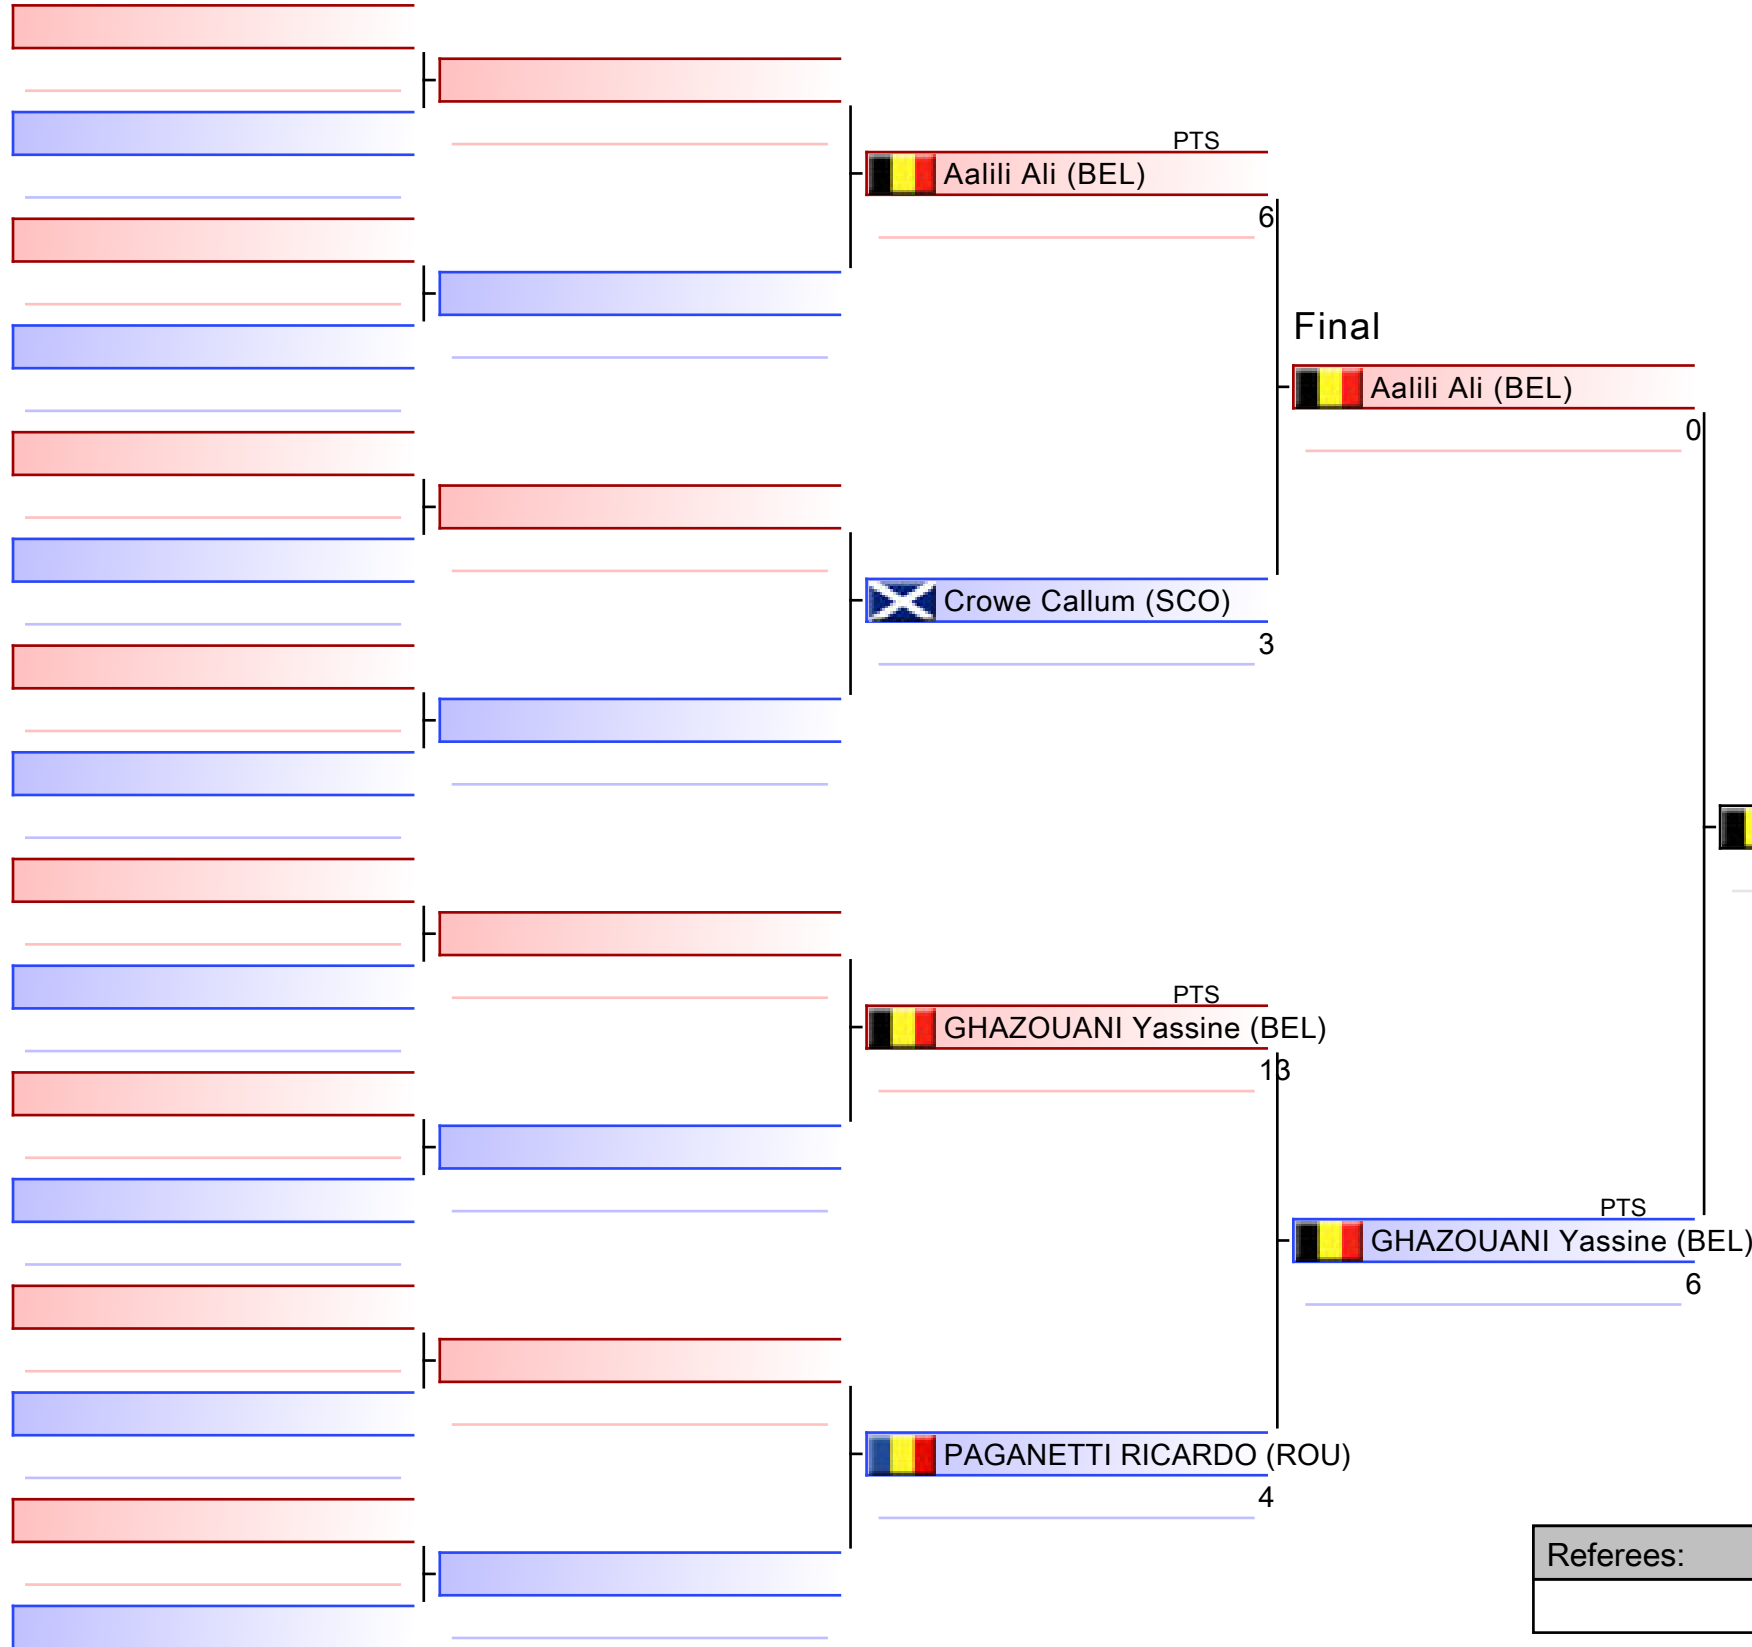 PTS
Aalili Ali (BEL)
6
Final
Aalili Ali (BEL)
0
Crowe Callum (SCO)
3
PTS
GHAZOUANI Yassine (BEL)
13
PTS
GHAZOUANI Yassine (BEL)
6
PAGANETTI RICARDO (ROU)
4
Referees: